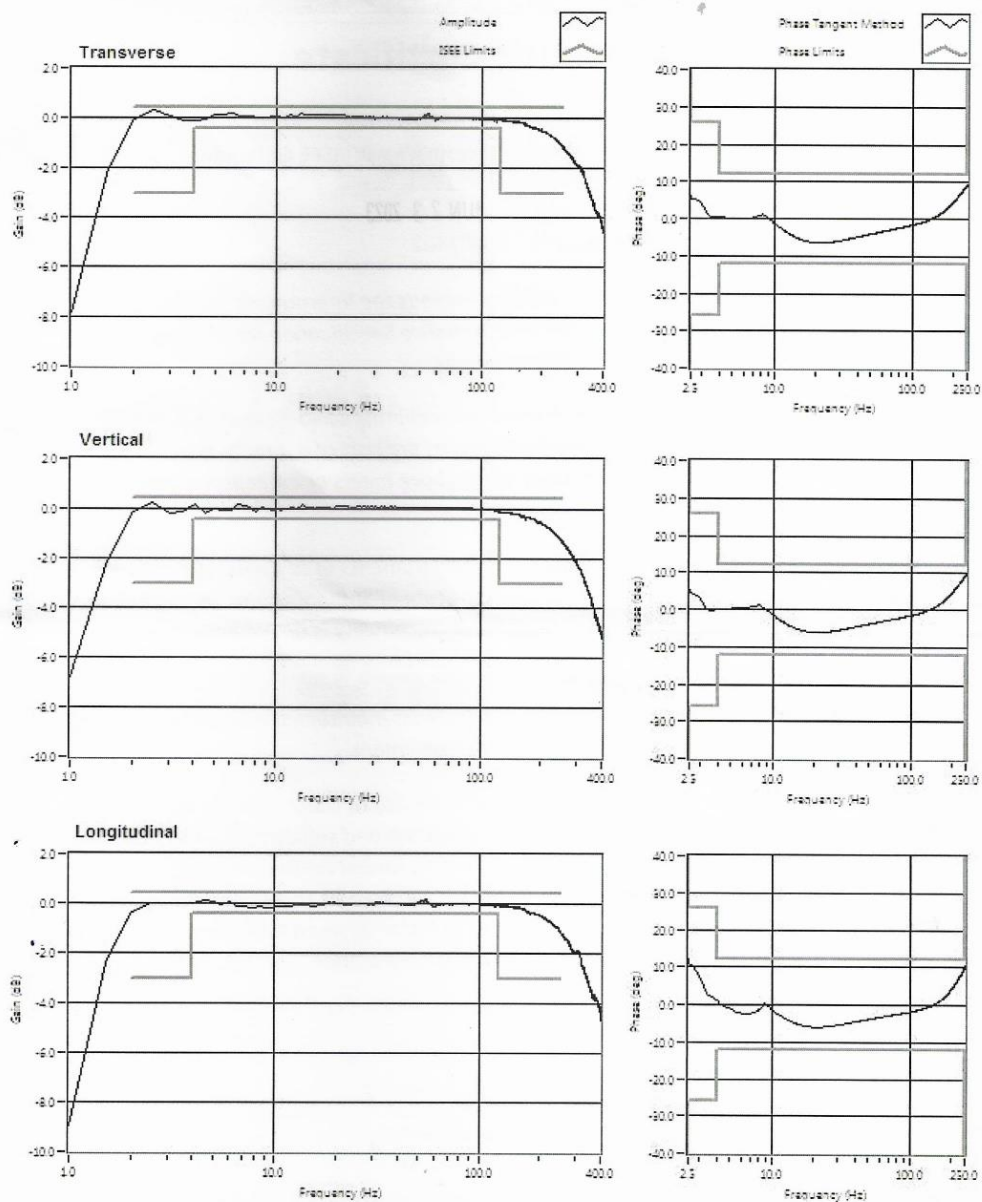 Amplitude
ISEE Limits
Phase Tangent Method
Phase Limits
Transverse
2.0
0.0
-2.0
-4.0
-6.0
-8.0
-10.0
Gain (dB)
1.0 10.0 100.0 400.0
Frequency (Hz)
40.0
30.0
20.0
10.0
0.0
-10.0
-20.0
-30.0
-40.0
Phase (deg)
2.5 10.0 100.0 250.0
Frequency (Hz)
Vertical
2.0
0.0
-2.0
-4.0
-6.0
-8.0
-10.0
Gain (dB)
1.0 10.0 100.0 400.0
Frequency (Hz)
40.0
30.0
20.0
10.0
0.0
-10.0
-20.0
-30.0
-40.0
Phase (deg)
2.5 10.0 100.0 250.0
Frequency (Hz)
Longitudinal
2.0
0.0
-2.0
-4.0
-6.0
-8.0
-10.0
Gain (dB)
1.0 10.0 100.0 400.0
Frequency (Hz)
40.0
30.0
20.0
10.0
0.0
-10.0
-20.0
-30.0
-40.0
Phase (deg)
2.5 10.0 100.0 250.0
Frequency (Hz)